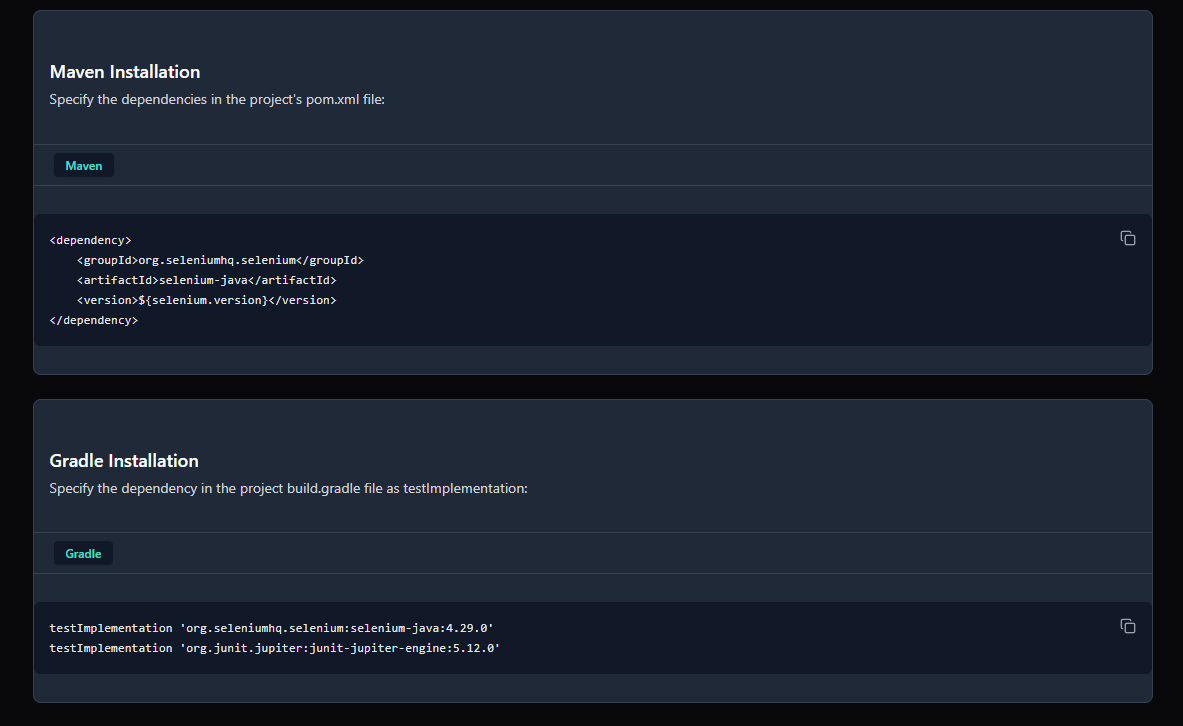 Maven Installation
Specify the dependencies in the project's pom.xml file:
Maven
<dependency>
    <groupId>org.seleniumhq.selenium</groupId>
    <artifactId>selenium-java</artifactId>
    <version>${selenium.version}</version>
</dependency>
Gradle Installation
Specify the dependency in the project build.gradle file as testImplementation:
Gradle
testImplementation 'org.seleniumhq.selenium:selenium-java:4.29.0'
testImplementation 'org.junit.jupiter:junit-jupiter-engine:5.12.0'